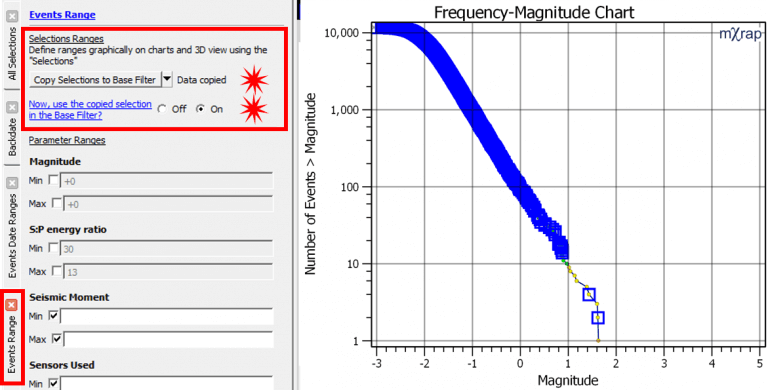 Events Range
Selections Ranges
Define ranges graphically on charts and 3D view using the
"Selections"
Copy Selections to Base Filter Data copied
Now, use the copied selection Off On
in the Base Filter?
Parameter Ranges
Magnitude
Min +0
Max +0
S:P energy ratio
Min 30
Max 13
Seismic Moment
Min
Max
Sensors Used
Min
All Selections
Backdate
Events Date Ranges
Events Range
Frequency-Magnitude Chart
mXrap
Number of Events > Magnitude
10,000
1,000
100
10
1
-3 -2 -1 0 1 2 3 4 5
Magnitude